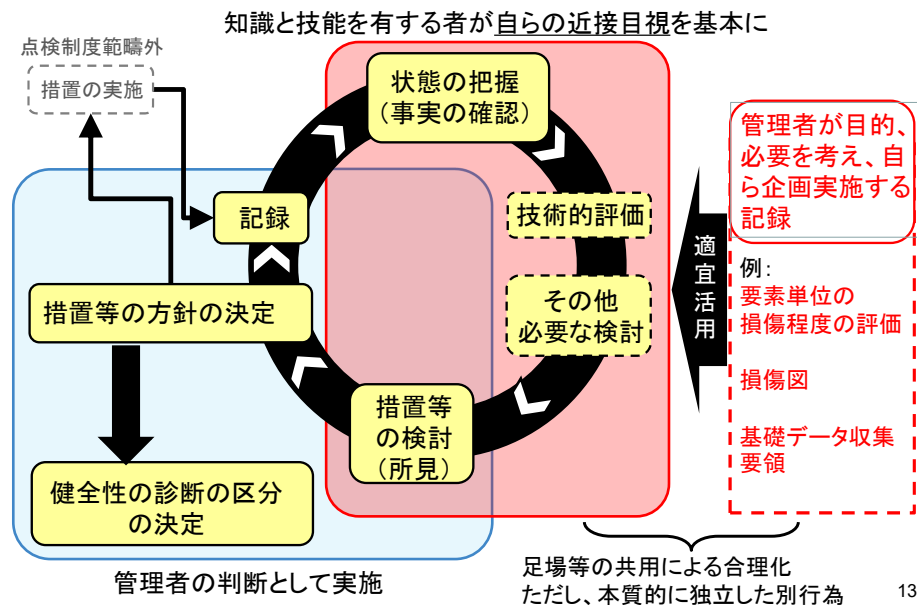 知識と技能を有する者が自らの近接目視を基本に
点検制度範疇外
措置の実施
状態の把握
（事実の確認）
管理者が目的、
必要を考え、自
ら企画実施する
記録
記録
技術的評価
適宜活用
例：
要素単位の
損傷程度の評価
損傷図
基礎データ収集
要領
措置等の方針の決定
その他
必要な検討
措置等
の検討
（所見）
健全性の診断の区分
の決定
管理者の判断として実施
足場等の共用による合理化
ただし、本質的に独立した別行為
13